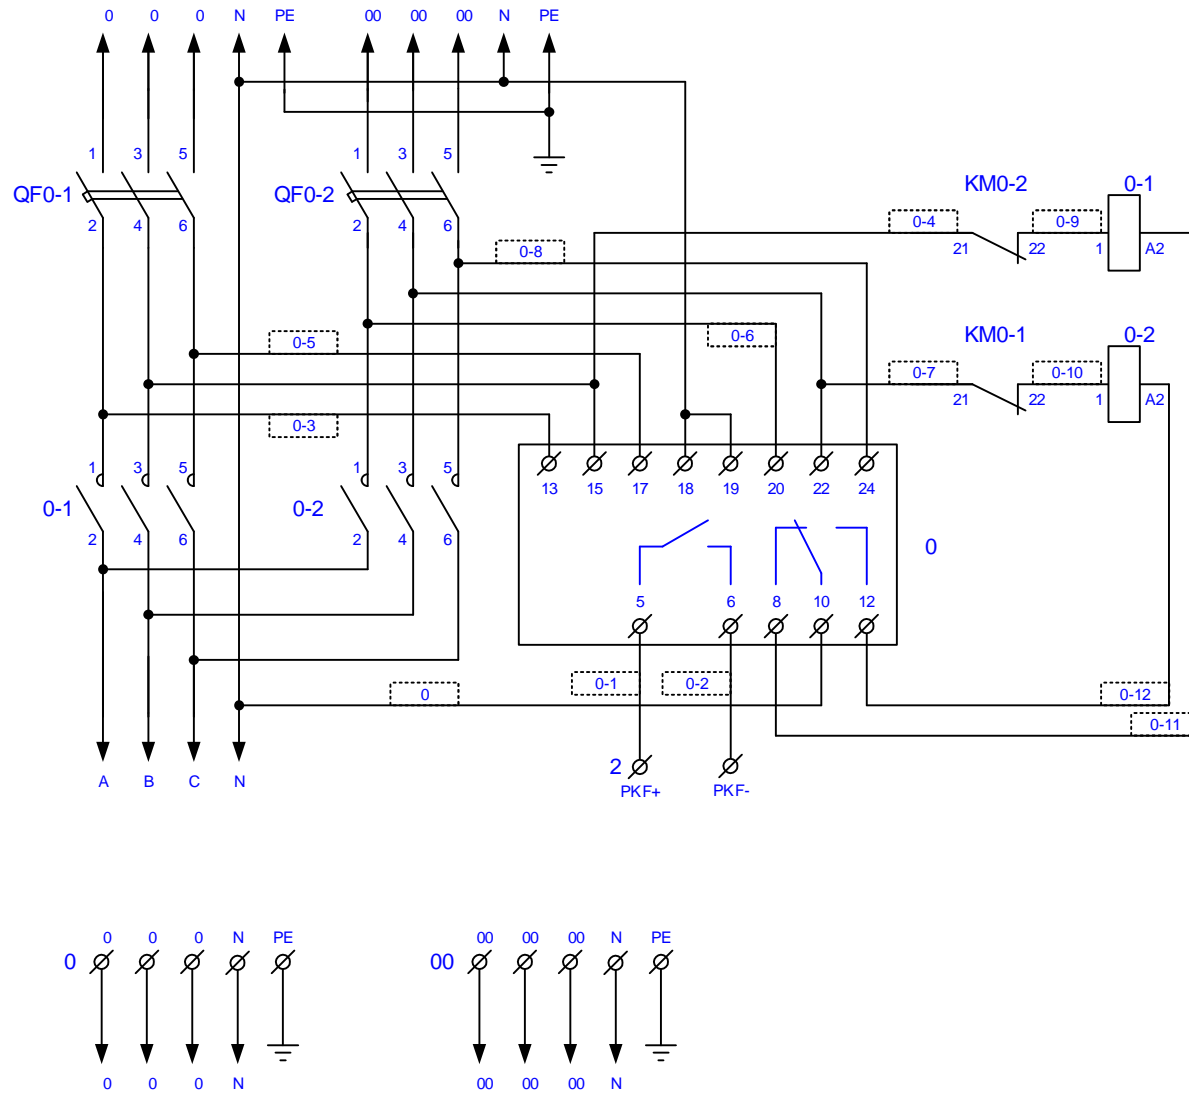 0 0 0 N PE 00 00 00 N PE
1 3 5 1 3 5
QF0-1 QF0-2 KM0-2 0-1
2 4 6 2 4 6 0-4 0-9
0-8 21 22 1 A2
0-5 0-6 KM0-1 0-2
0-7 0-10
0-3 21 22 1 A2
1 3 5 1 3 5
13 15 17 18 19 20 22 24
0-1 0-2
2 4 6 2 4 6 0
5 6 8 10 12
0 0-1 0-2 0-12
0-11
2
A B C N PKF+ PKF-
0 0 0 N PE 00 00 00 N PE
0 00
0 0 0 N 00 00 00 N